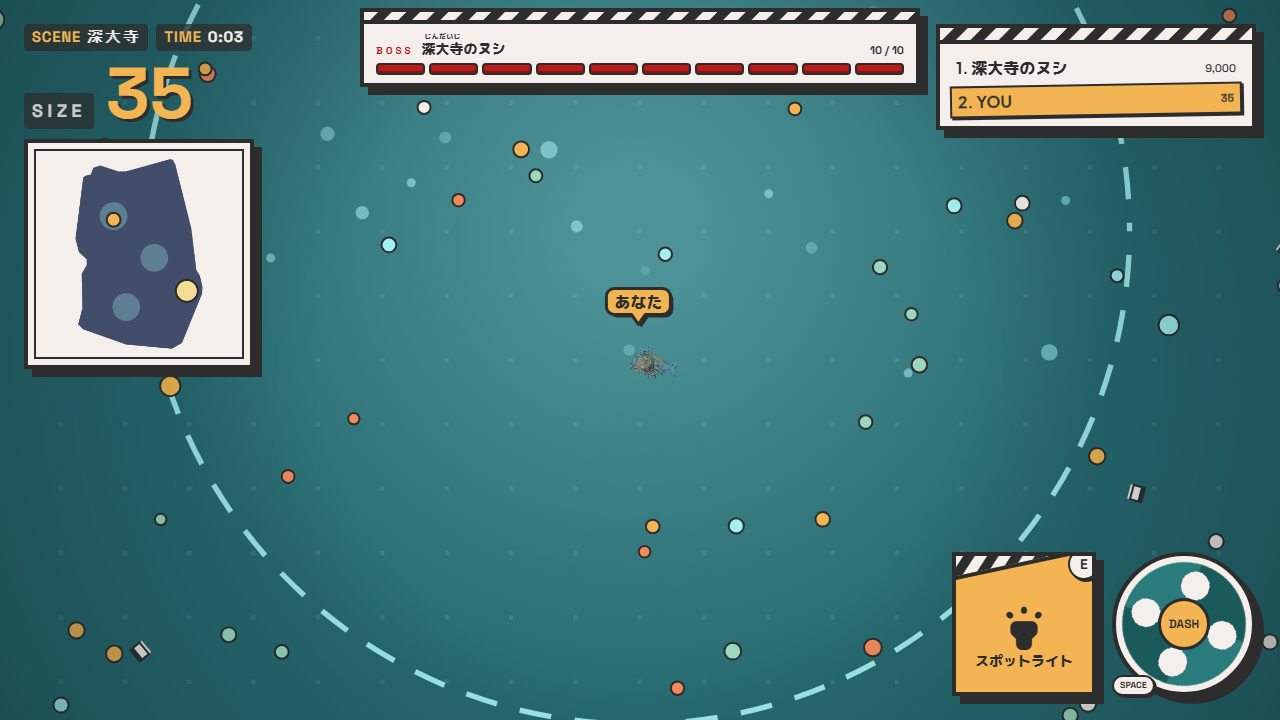 SCENE 深大寺
TIME 0:03
SIZE 35
じんだいじ
BOSS 深大寺のヌシ 10/10
1. 深大寺のヌシ 9,000
2. YOU 35
あなた
E
スポットライト
DASH
SPACE